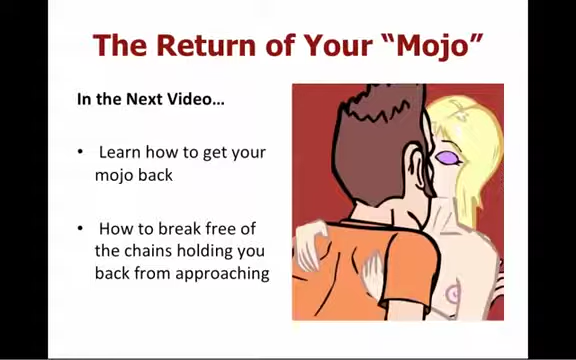 The Return of Your “Mojo”
In the Next Video…
• Learn how to get your
mojo back
• How to break free of
the chains holding you
back from approaching